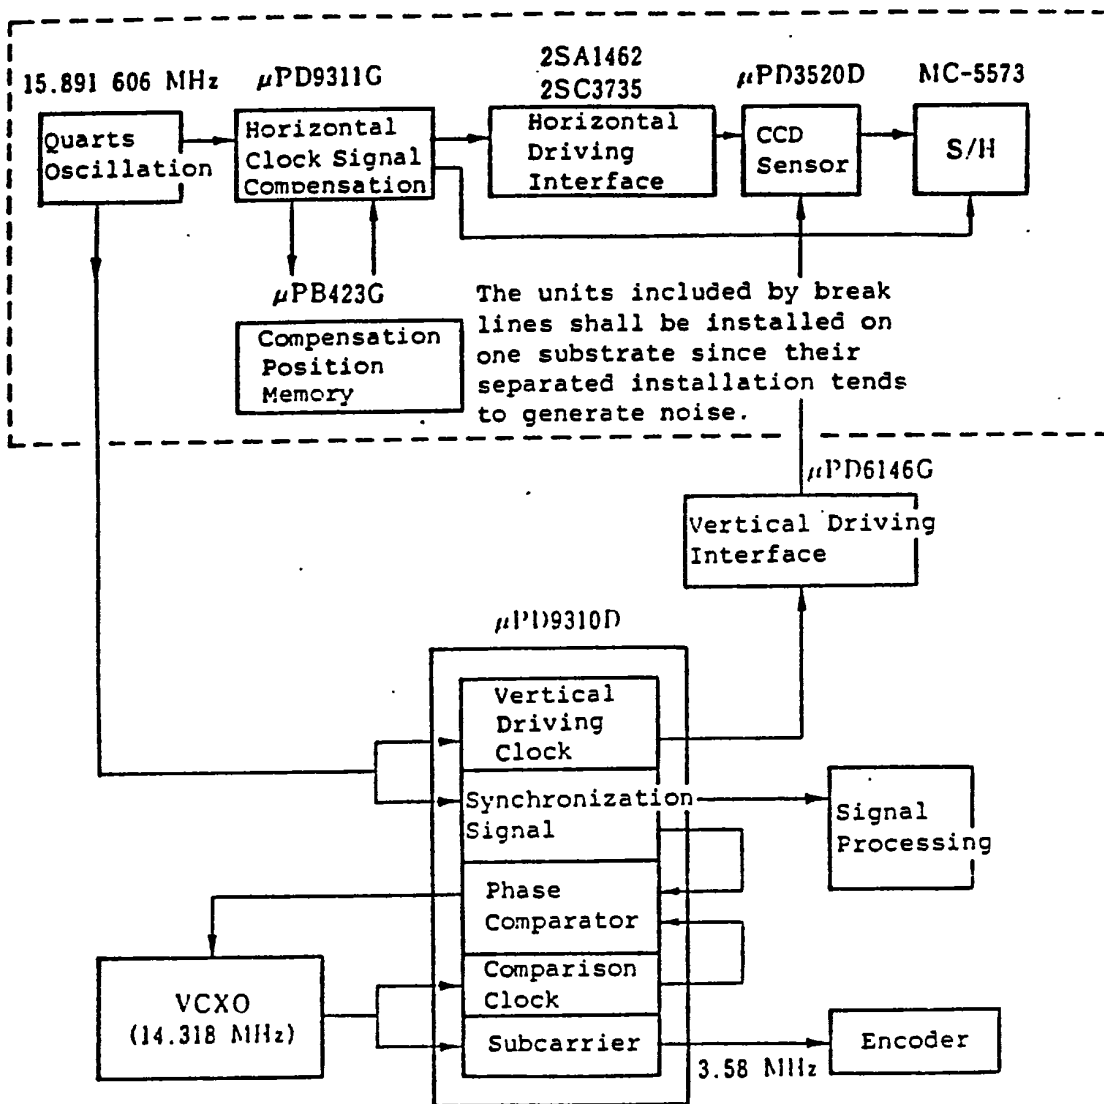 15.891 606 MHz
μPD9311G
2SA1462
2SC3735
μPD3520D
MC-5573
Quarts
Oscillation
Horizontal
Clock Signal
Compensation
Horizontal
Driving
Interface
CCD
Sensor
S/H
μPB423G
Compensation
Position
Memory
The units included by break
lines shall be installed on
one substrate since their
separated installation tends
to generate noise.
μPD6146G
Vertical Driving
Interface
μPD9310D
Vertical
Driving
Clock
Synchronization
Signal
Signal
Processing
Phase
Comparator
VCXO
(14.318 MHz)
Comparison
Clock
Subcarrier
3.58 MHz
Encoder